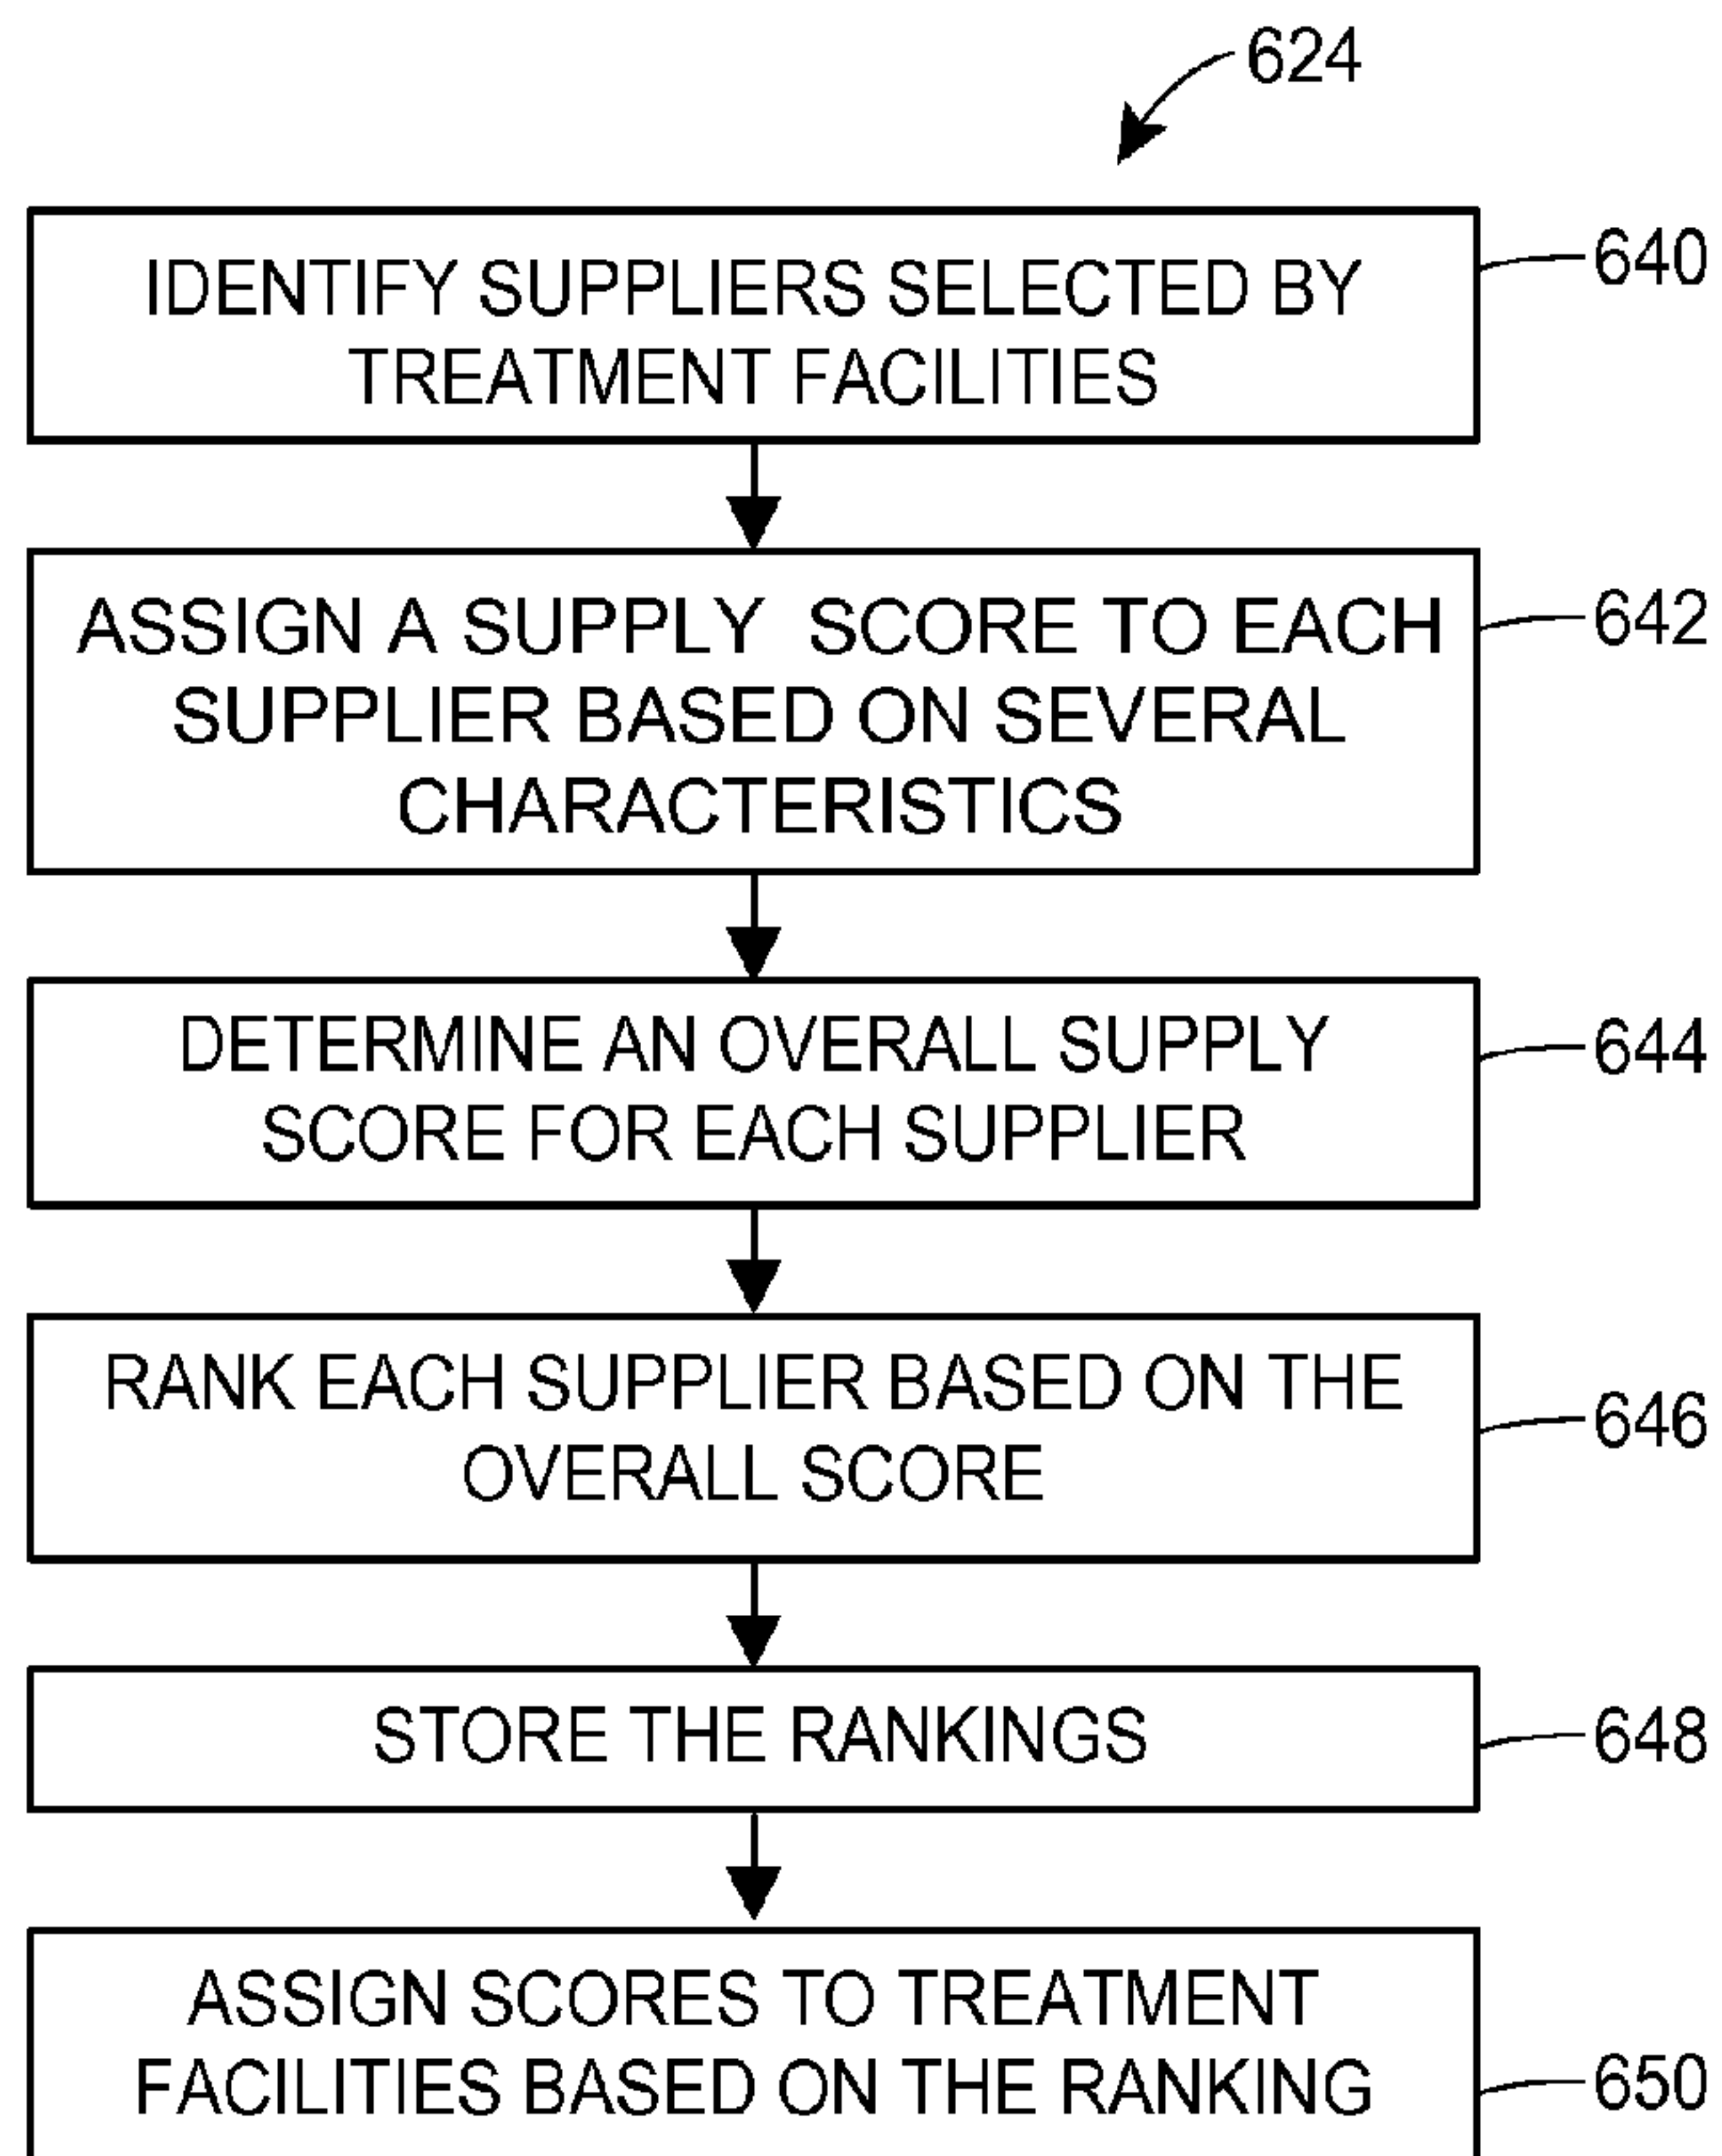 624
IDENTIFY SUPPLIERS SELECTED BY
TREATMENT FACILITIES
640
ASSIGN A SUPPLY SCORE TO EACH
SUPPLIER BASED ON SEVERAL
CHARACTERISTICS
642
DETERMINE AN OVERALL SUPPLY
SCORE FOR EACH SUPPLIER
644
RANK EACH SUPPLIER BASED ON THE
OVERALL SCORE
646
STORE THE RANKINGS
648
ASSIGN SCORES TO TREATMENT
FACILITIES BASED ON THE RANKING
650